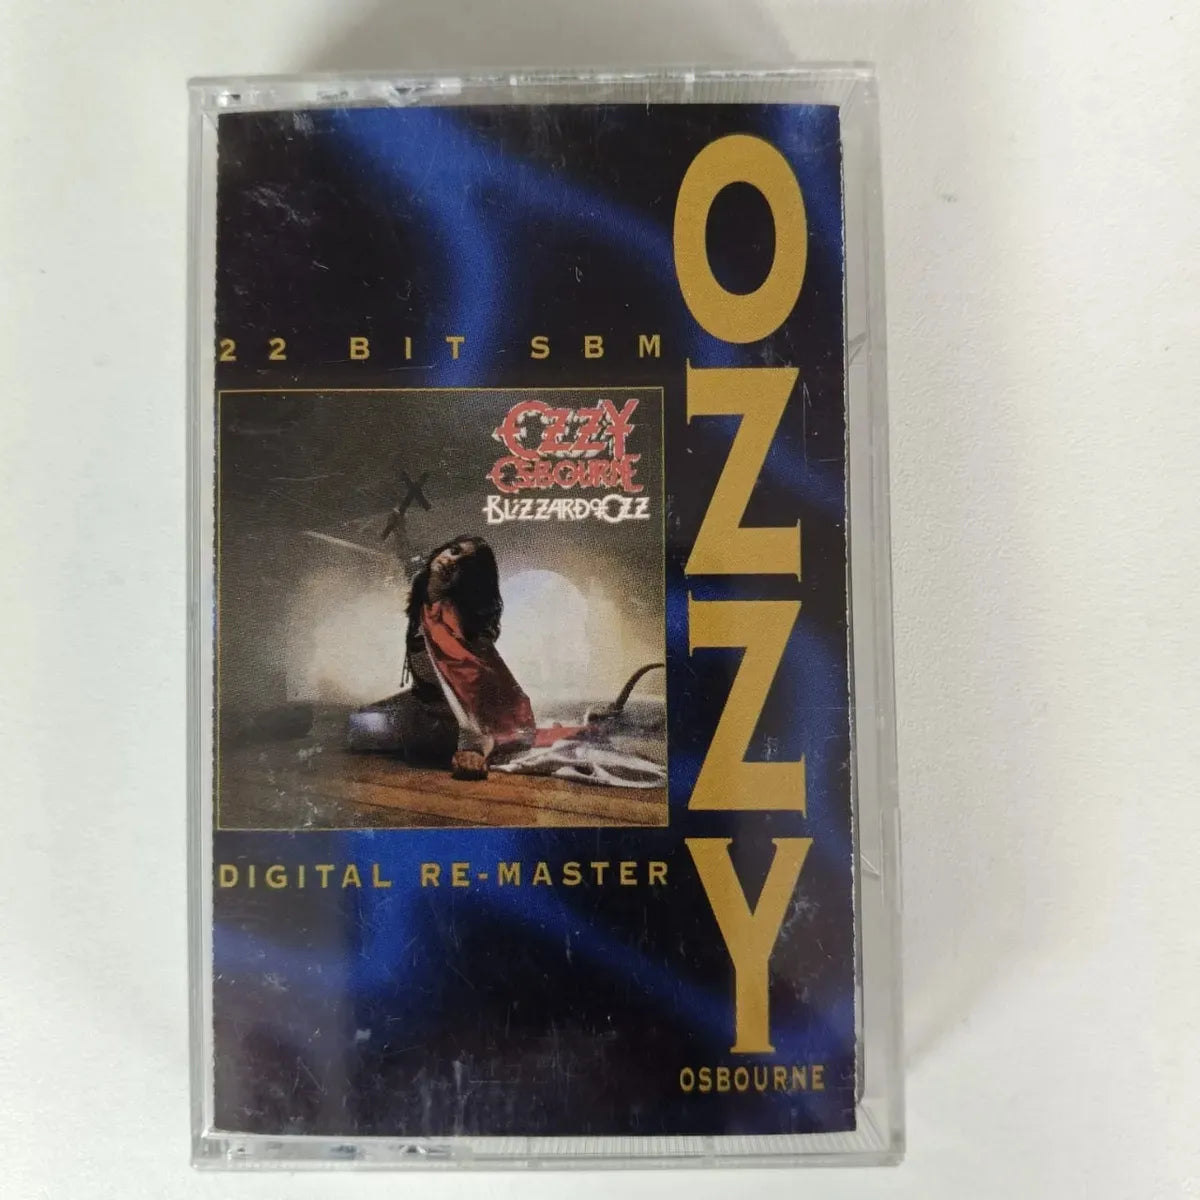 22 BIT SBM
OZZY
OSBOURNE
BLIZZARD OF OZZ
DIGITAL RE-MASTER
OZZY
OSBOURNE